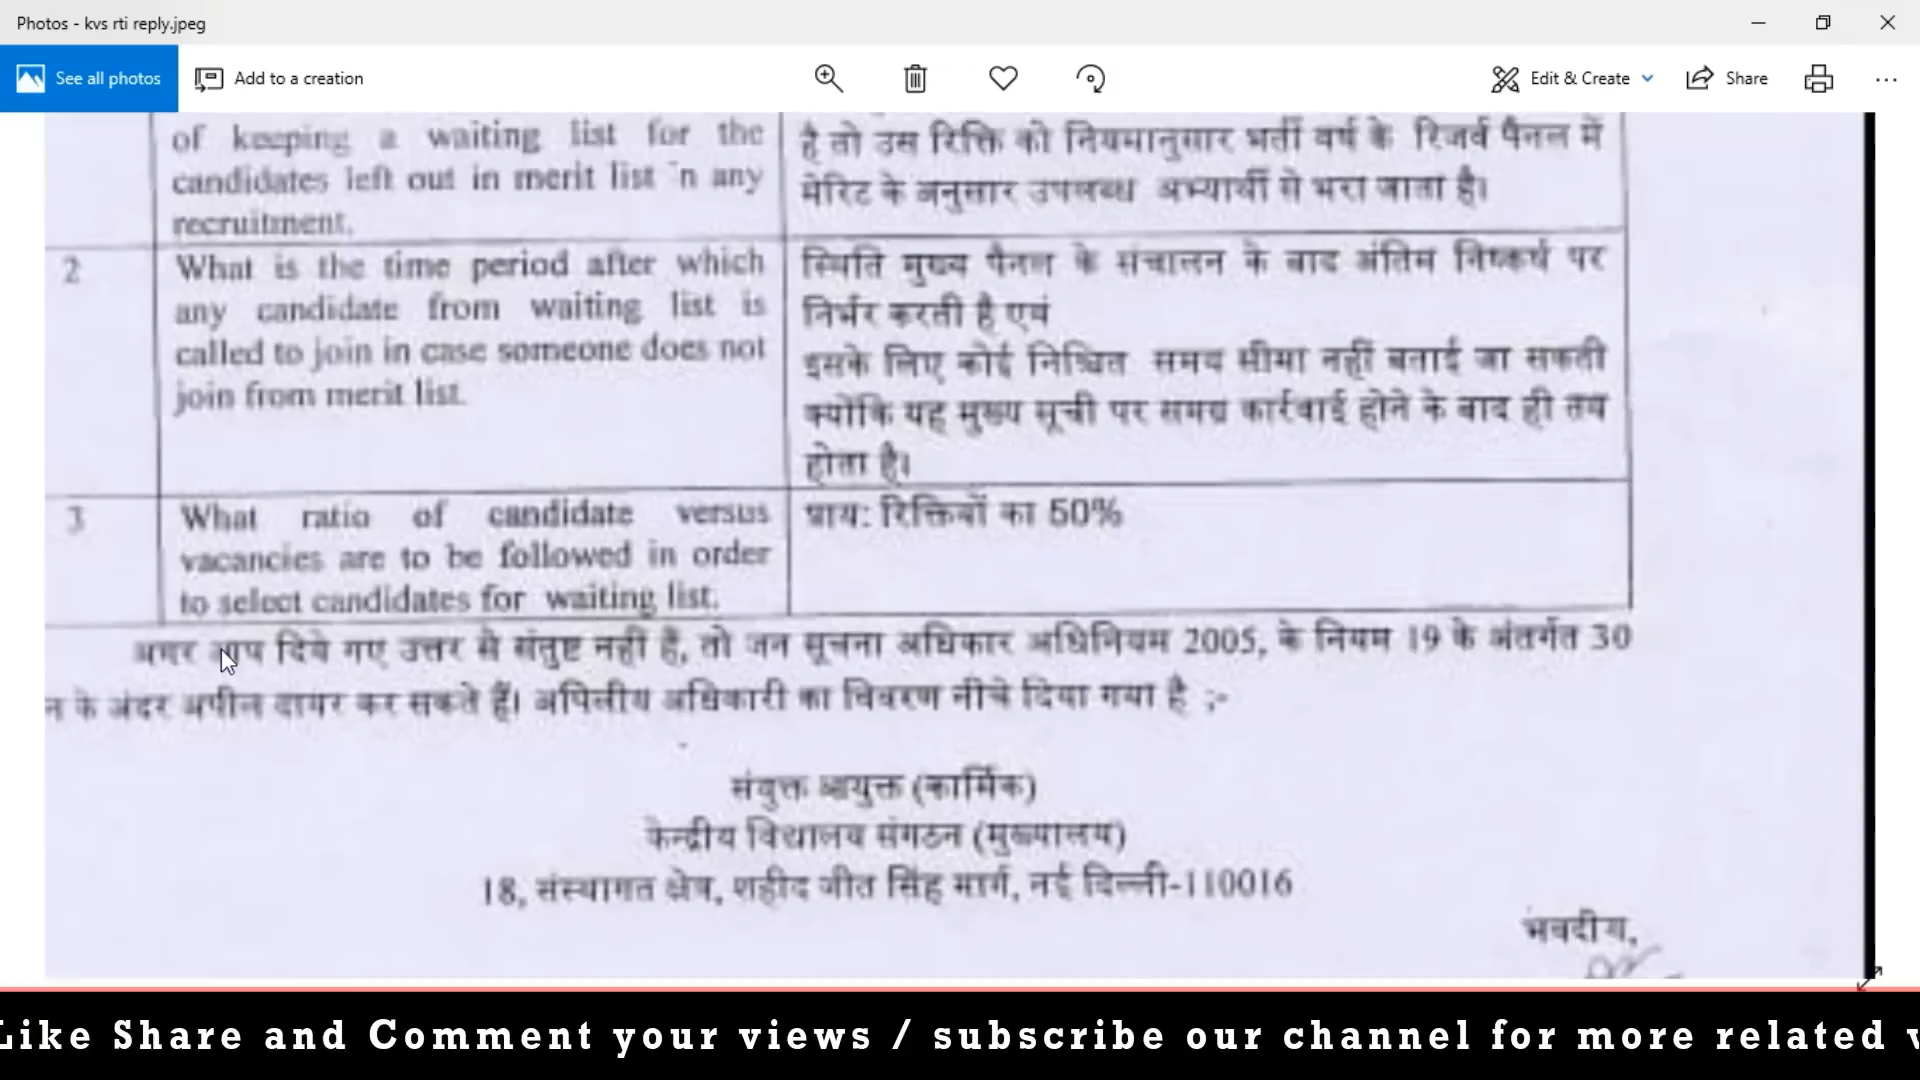 Photos - kvs rti reply.jpeg
See all photos
Add to a creation
Edit & Create
Share
of keeping a waiting list for the
candidates left out in merit list in any
recruitment.
है तो उस रिक्ति को नियमानुसार भर्ती वर्ष के रिजर्व पैनल में
मेरिट के अनुसार उपलब्ध अभ्यार्थी से भरा जाता है।
2
What is the time period after which
any candidate from waiting list is
called to join in case someone does not
join from merit list.
स्थिति मुख्य पैनल के संचालन के बाद अंतिम निष्कर्ष पर
निर्भर करती है एवं
इसके लिए कोई निश्चित समय सीमा नहीं बताई जा सकती
क्योंकि यह मुख्य सूची पर समग्र कार्रवाई होने के बाद ही तय
होता है।
3
What ratio of candidate versus
vacancies are to be followed in order
to select candidates for waiting list.
प्राय: रिक्तियों का 50%
अगर आप दिये गए उत्तर से संतुष्ट नहीं है, तो जन सूचना अधिकार अधिनियम 2005, के नियम 19 के अंतर्गत 30
न के अंदर अपील दायर कर सकते हैं। अपिलीय अधिकारी का विवरण नीचे दिया गया है :-
संयुक्त आयुक्त (कार्मिक)
केन्द्रीय विद्यालय संगठन (मुख्यालय)
18, संस्थागत क्षेत्र, शहीद जीत सिंह मार्ग, नई दिल्ली-110016
भवदीय,
Like Share and Comment your views / subscribe our channel for more related v